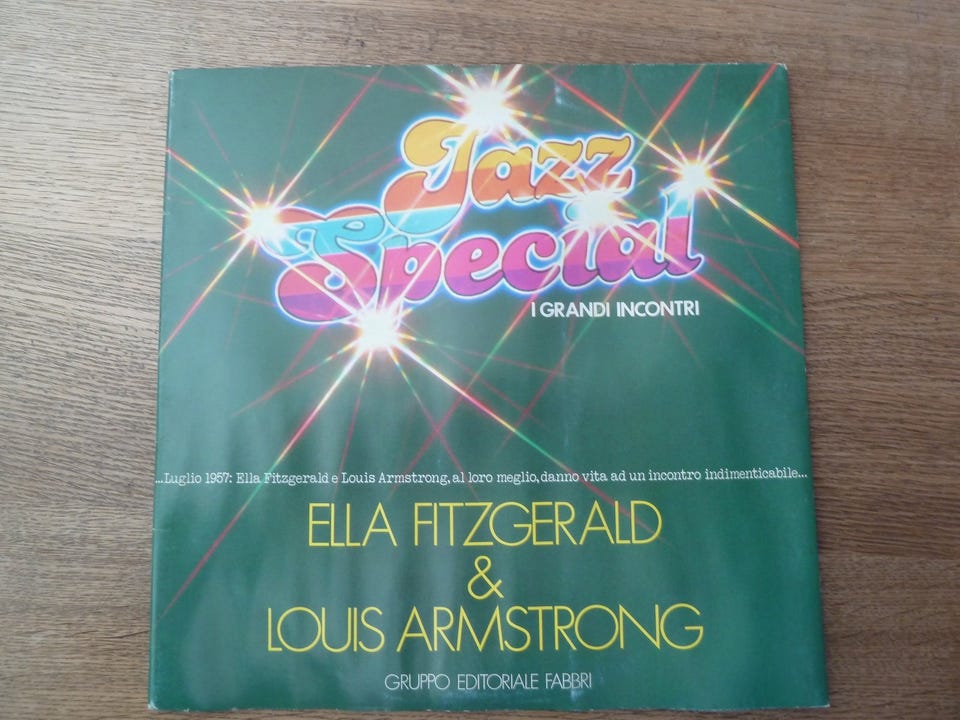 Jazz
Special
I GRANDI INCONTRI
...Luglio 1957: Ella Fitzgerald e Louis Armstrong, al loro meglio, danno vita ad un incontro indimenticabile...
ELLA FITZGERALD
&
LOUIS ARMSTRONG
GRUPPO EDITORIALE FABBRI